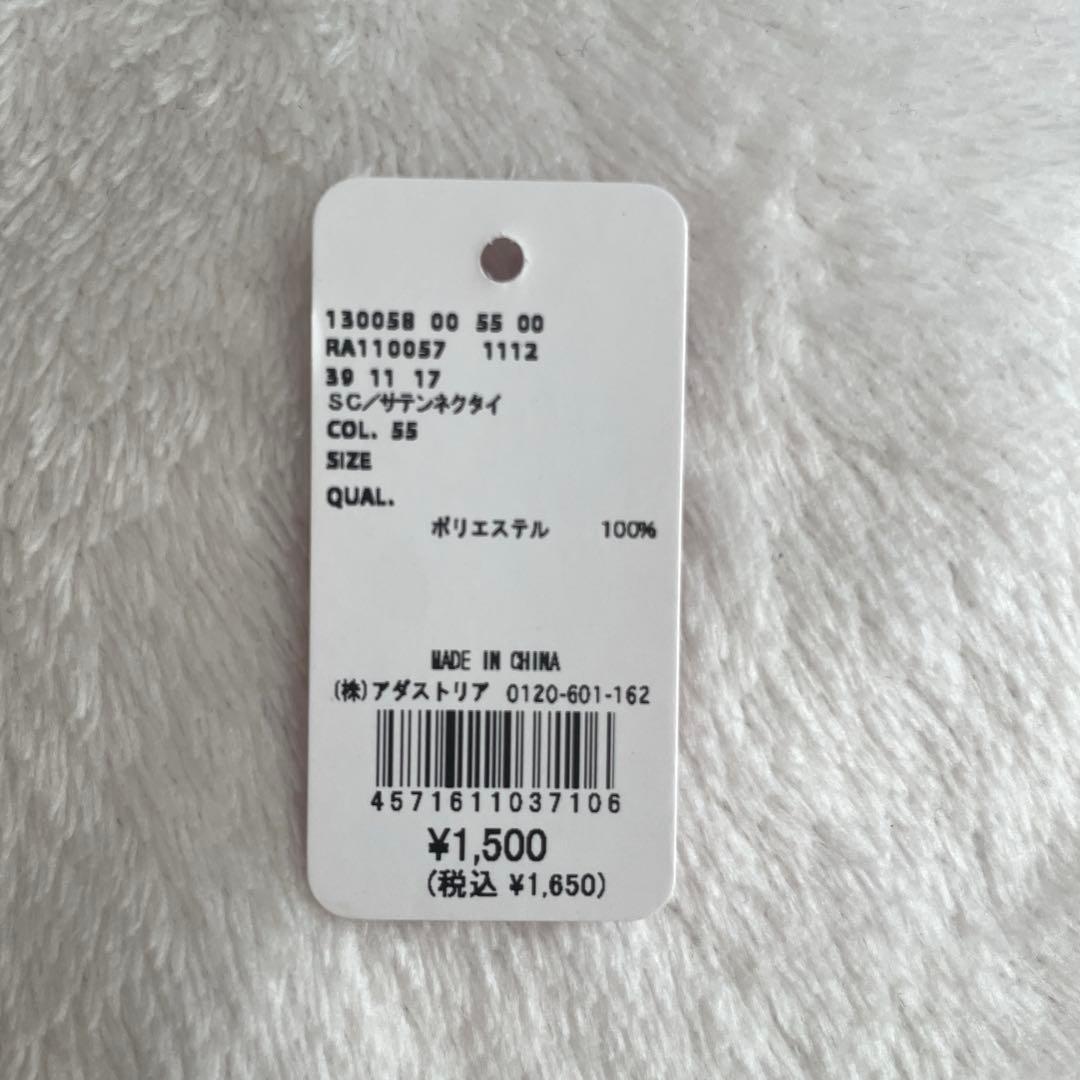 130058 00 55 00
RA110057 1112
39 11 17
SC/サテンネクタイ
COL. 55
SIZE
QUAL.
ポリエステル 100%
MADE IN CHINA
(株)アダストリア 0120-601-162
4571611037106
¥1,500
(税込 ¥1,650)